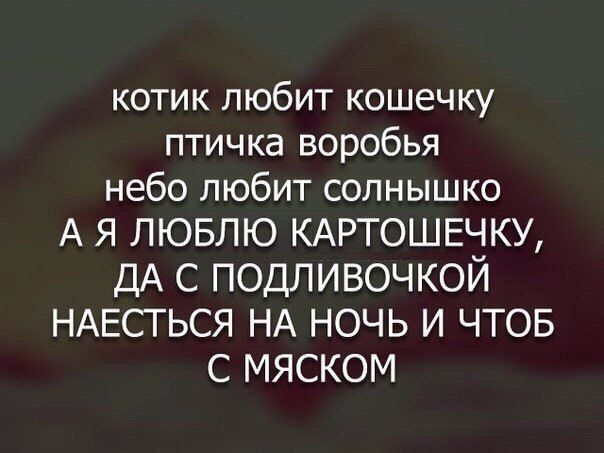 котик любит кошечку
птичка воробья
небо любит солнышко
А Я ЛЮБЛЮ КАРТОШЕЧКУ,
ДА С ПОДЛИВОЧКОЙ
НАЕСТЬСЯ НА НОЧЬ И ЧТОБ
С МЯСКОМ